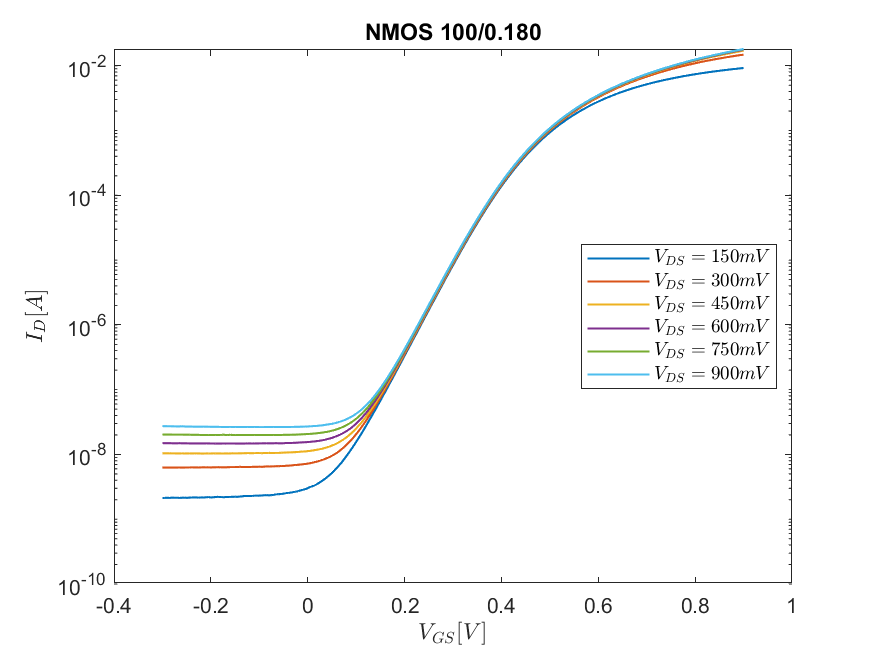 NMOS 100/0.180
10^-2
10^-4
10^-6
10^-8
10^-10
I_D[A]
V_DS = 150mV
V_DS = 300mV
V_DS = 450mV
V_DS = 600mV
V_DS = 750mV
V_DS = 900mV
-0.4 -0.2 0 0.2 0.4 0.6 0.8 1
V_GS[V]